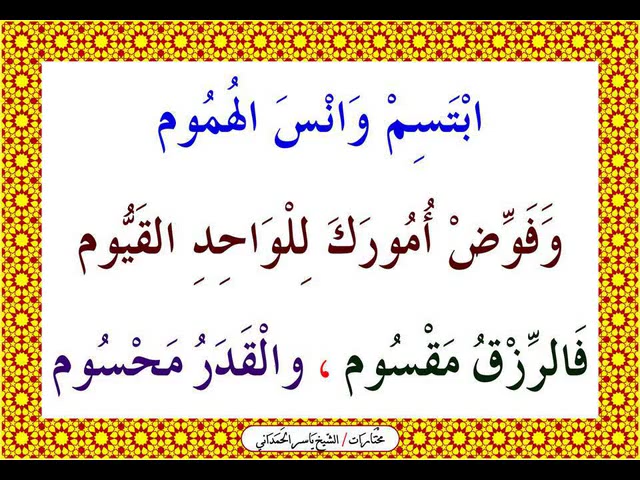 ابْتَسِمْ وَانْسَ الهُمُوم
وَفَوِّضْ أُمُورَكَ لِلْوَاحِدِ القَيُّوم
فَالرِّزْقُ مَقْسُوم ، والْقَدَرُ مَحْسُوم
مختارات / الشيخ ياسر الحمداني